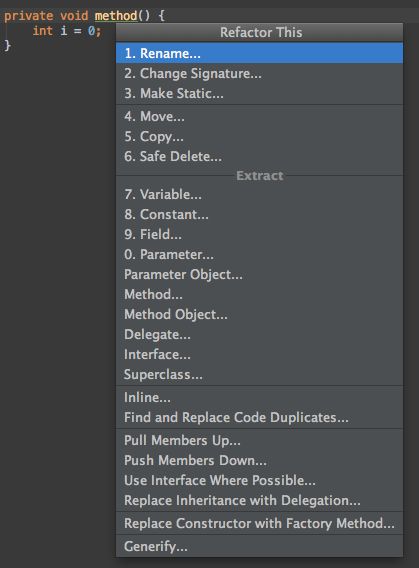 private void method() {
int i = 0;
}
Refactor This
1. Rename...
2. Change Signature...
3. Make Static...
4. Move...
5. Copy...
6. Safe Delete...
Extract
7. Variable...
8. Constant...
9. Field...
0. Parameter...
Parameter Object...
Method...
Method Object...
Delegate...
Interface...
Superclass...
Inline...
Find and Replace Code Duplicates...
Pull Members Up...
Push Members Down...
Use Interface Where Possible...
Replace Inheritance with Delegation...
Replace Constructor with Factory Method...
Generify...